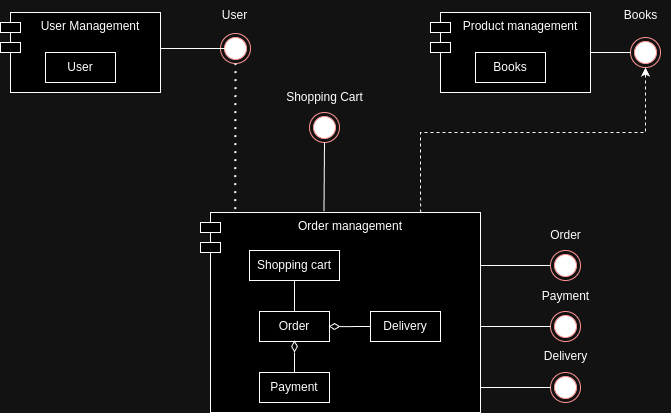 User
Books
User Management
Product management
User
Books
Shopping Cart
Order management
Order
Shopping cart
Payment
Order
Delivery
Delivery
Payment